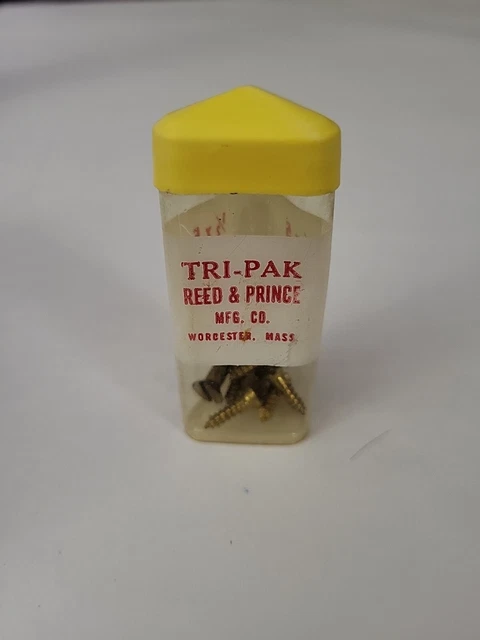 TRI-PAK
REED & PRINCE
MFG. CO.
WORCESTER, MASS.